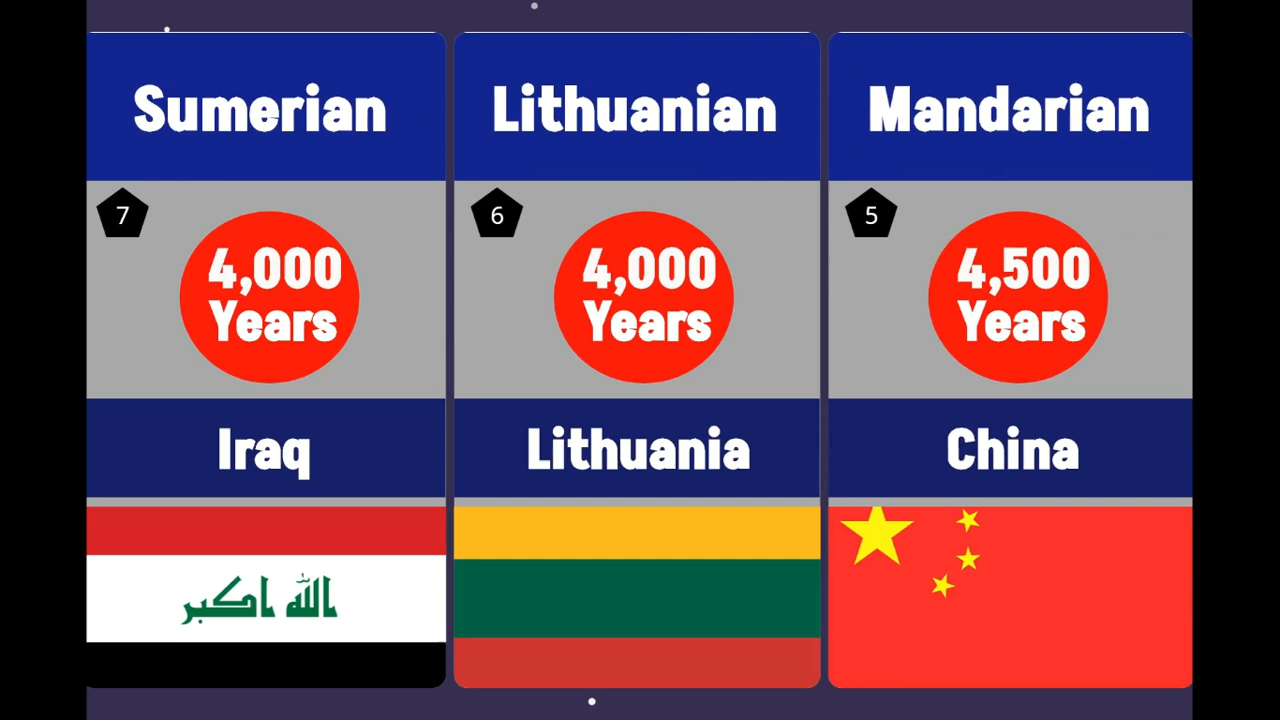 Sumerian
7
4,000
Years
Iraq
الله اكبر
Lithuanian
6
4,000
Years
Lithuania
Mandarian
5
4,500
Years
China